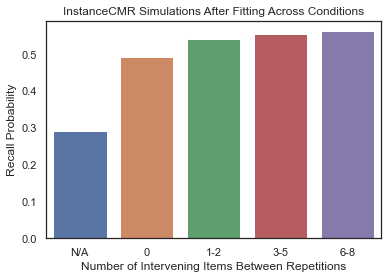 InstanceCMR Simulations After Fitting Across Conditions
Recall Probability
0.5
0.4
0.3
0.2
0.1
0.0
N/A 0 1-2 3-5 6-8
Number of Intervening Items Between Repetitions